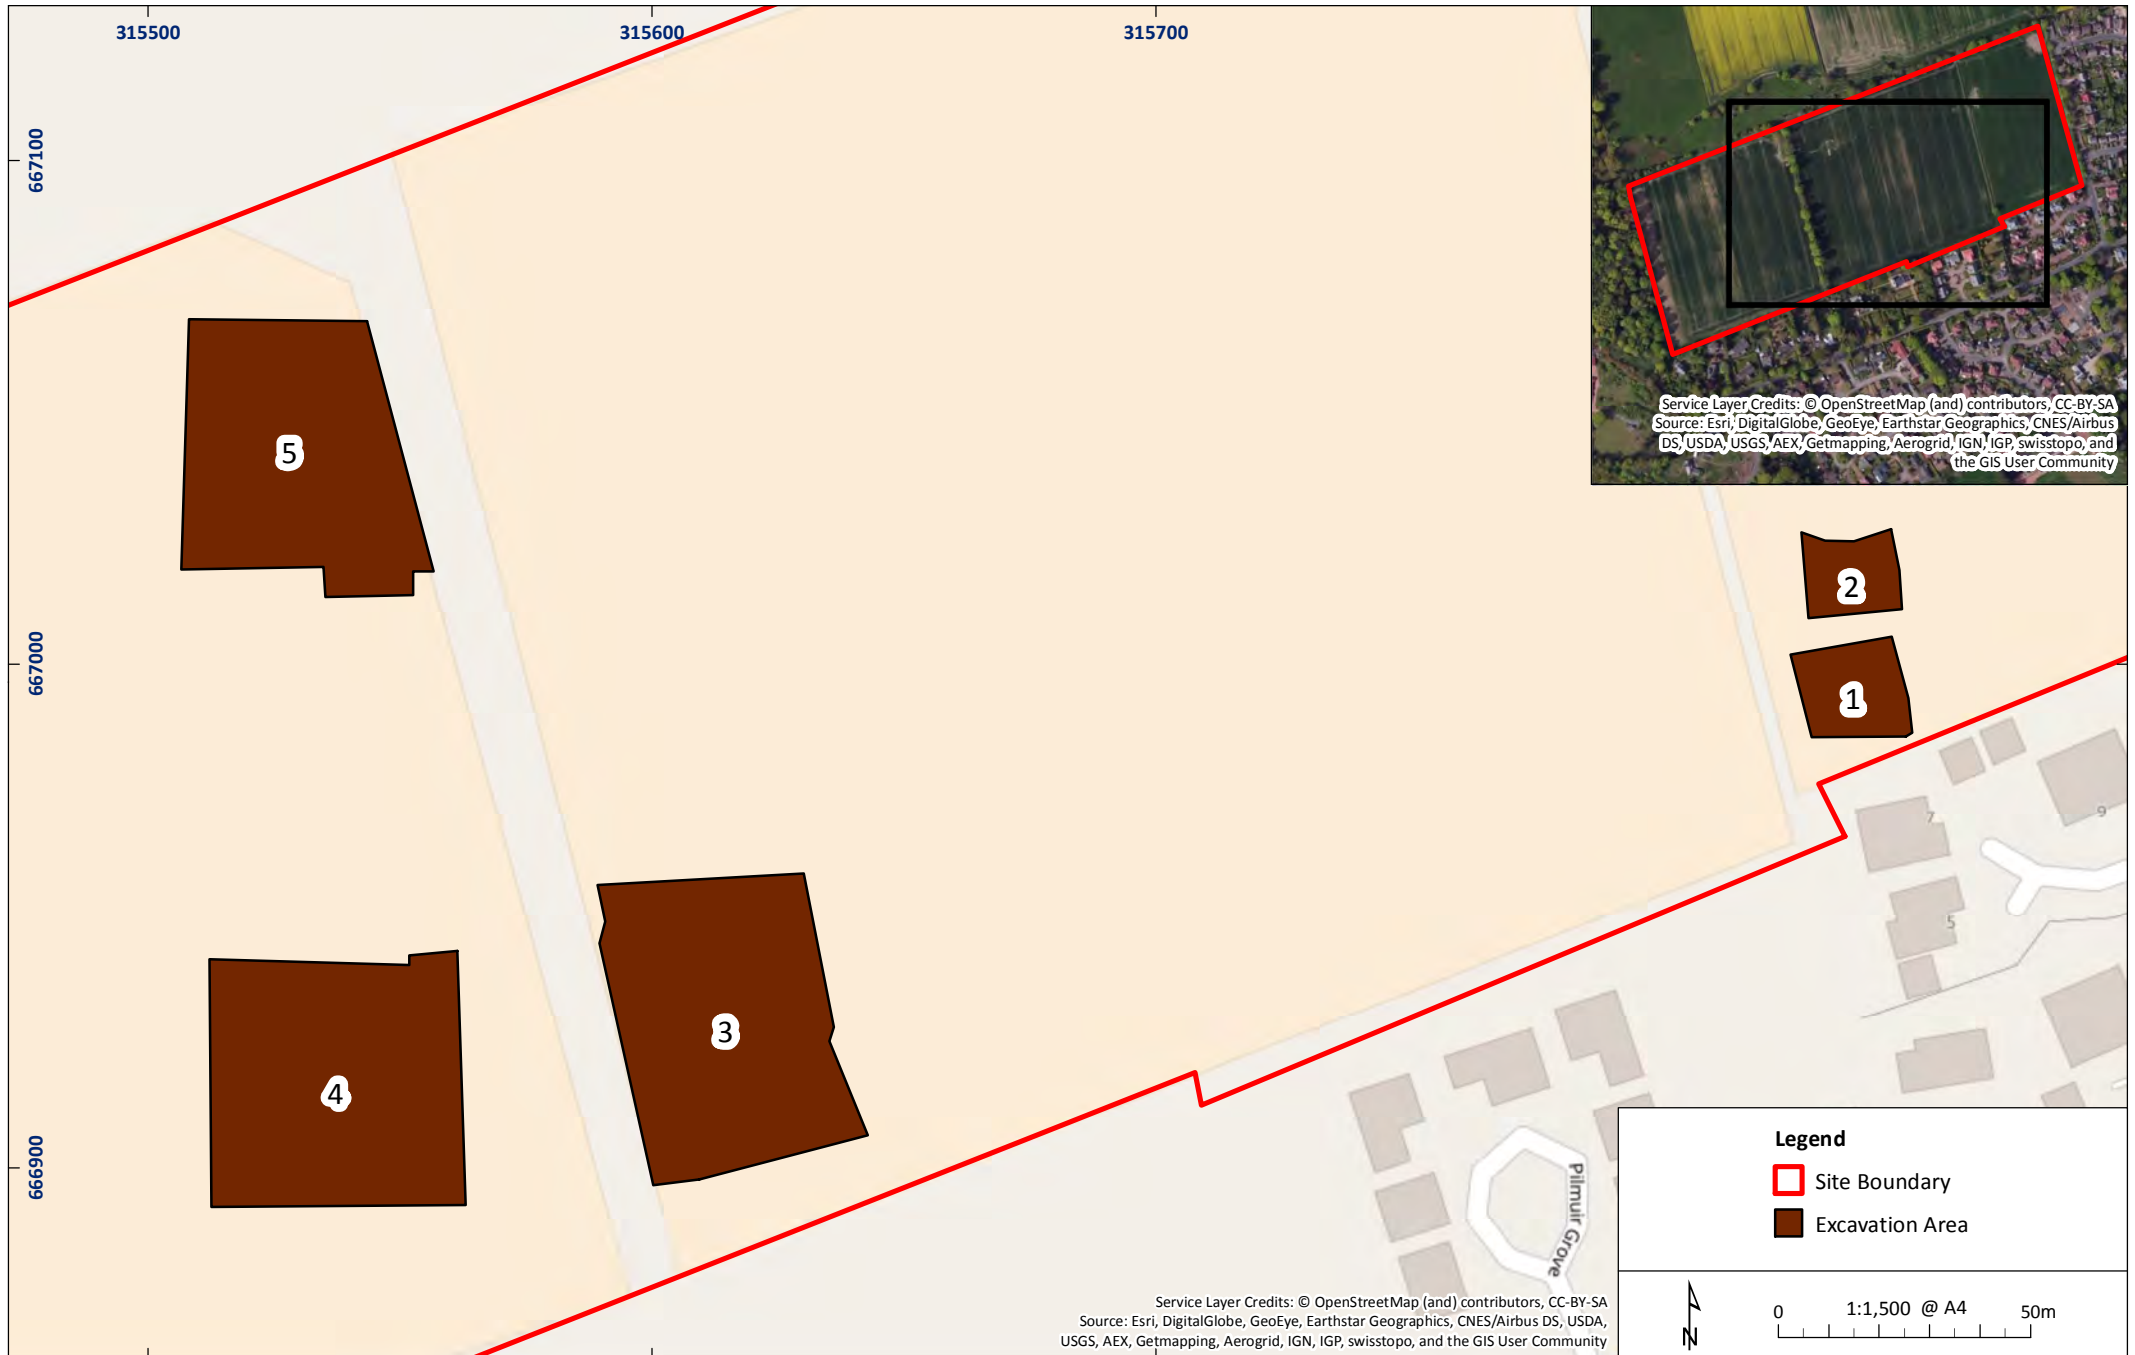 315500
315600
315700
667100
667000
666900
Service Layer Credits: © OpenStreetMap (and) contributors, CC-BY-SA
Source: Esri, DigitalGlobe, GeoEye, Earthstar Geographics, CNES/Airbus
DS, USDA, USGS, AEX, Getmapping, Aerogrid, IGN, IGP, swisstopo, and
the GIS User Community
5
2
1
3
4
7
9
5
Pilmuir Grove
Legend
Site Boundary
Excavation Area
N
0 1:1,500 @ A4 50m
Service Layer Credits: © OpenStreetMap (and) contributors, CC-BY-SA
Source: Esri, DigitalGlobe, GeoEye, Earthstar Geographics, CNES/Airbus DS, USDA,
USGS, AEX, Getmapping, Aerogrid, IGN, IGP, swisstopo, and the GIS User Community